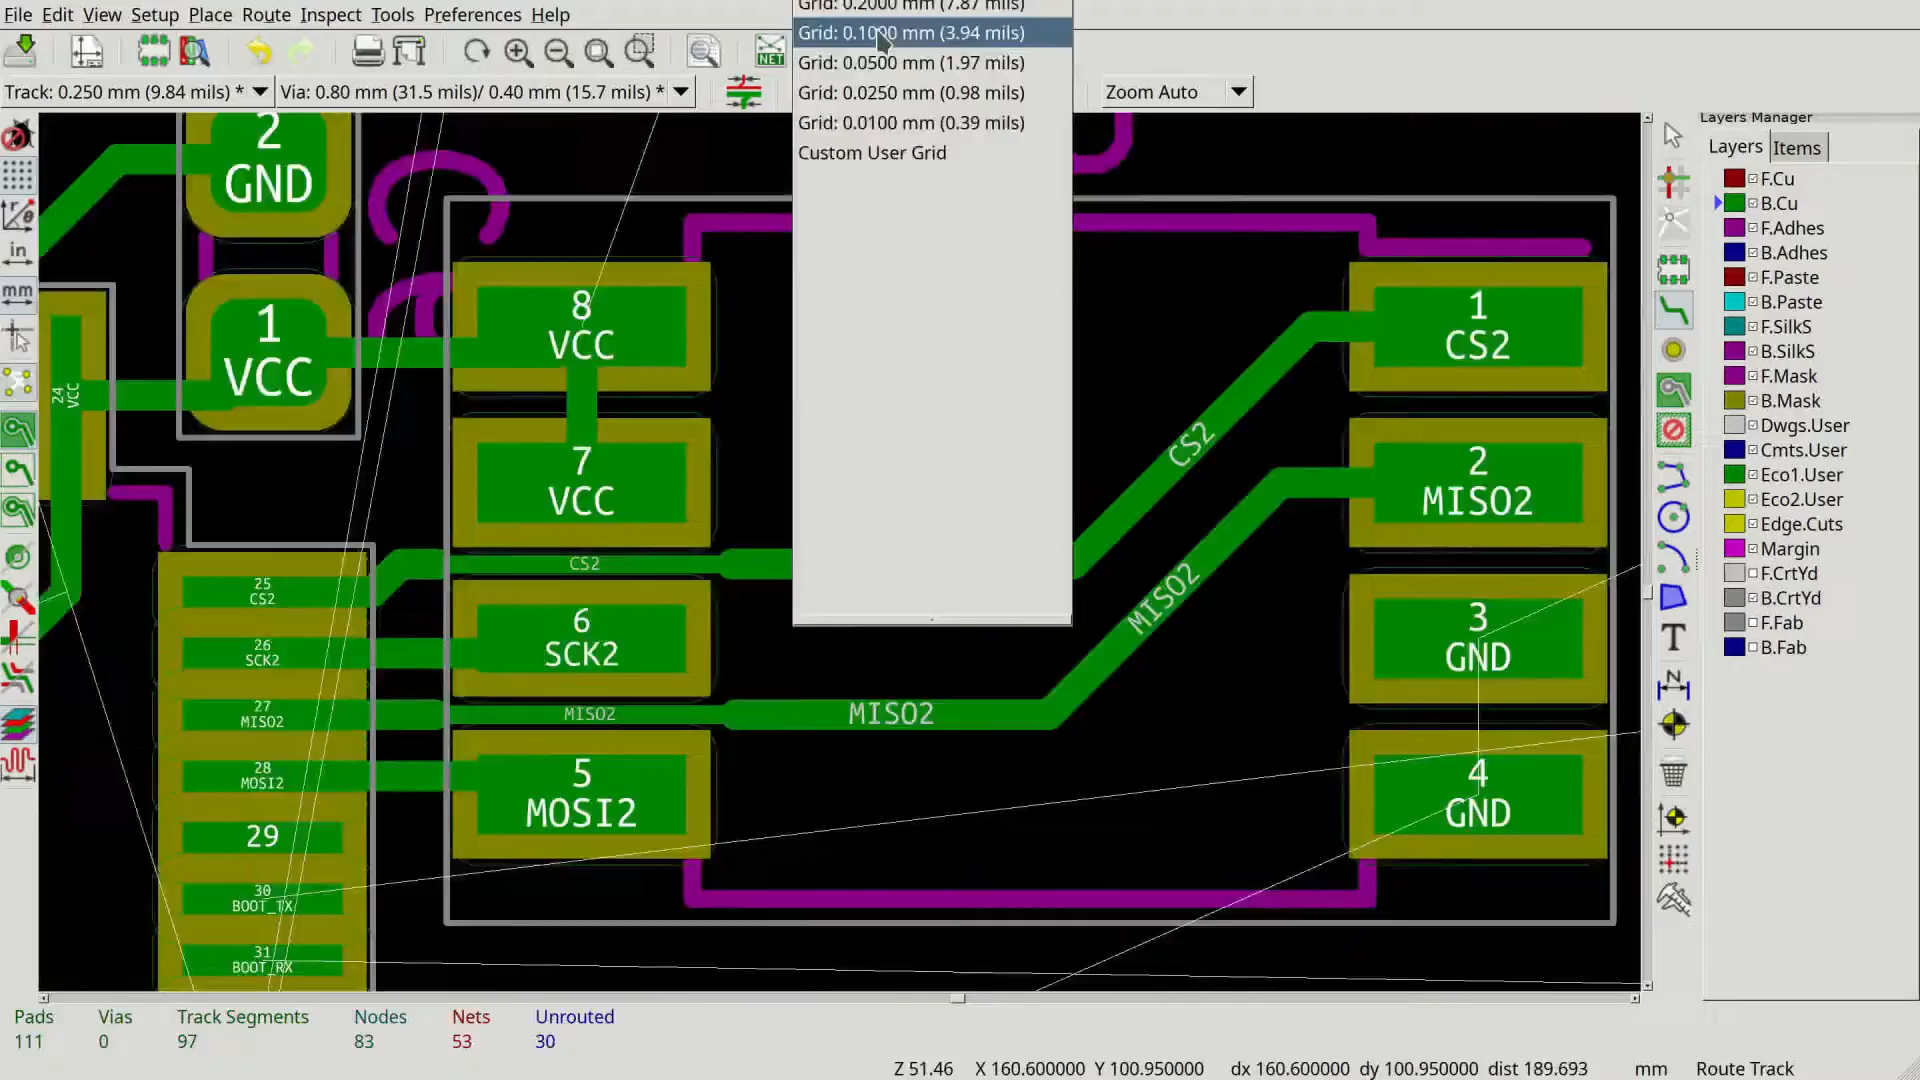 File Edit View Setup Place Route Inspect Tools Preferences Help
Grid: 0.2000 mm (7.87 mils)
Grid: 0.1000 mm (3.94 mils)
Grid: 0.0500 mm (1.97 mils)
Grid: 0.0250 mm (0.98 mils)
Grid: 0.0100 mm (0.39 mils)
Custom User Grid
NET
Track: 0.250 mm (9.84 mils) *
Via: 0.80 mm (31.5 mils)/ 0.40 mm (15.7 mils) *
Zoom Auto
in
mm
2
GND
1
VCC
24
VCC
8
VCC
7
VCC
CS2
6
SCK2
MISO2
MISO2
5
MOSI2
CS2
MISO2
1
CS2
2
MISO2
3
GND
4
GND
25
CS2
26
SCK2
27
MISO2
28
MOSI2
29
30
BOOT_TX
31
BOOT_RX
Layers Manager
Layers Items
F.Cu
B.Cu
F.Adhes
B.Adhes
F.Paste
B.Paste
F.SilkS
B.SilkS
F.Mask
B.Mask
Dwgs.User
Cmts.User
Eco1.User
Eco2.User
Edge.Cuts
Margin
F.CrtYd
B.CrtYd
F.Fab
B.Fab
T
N
Pads Vias Track Segments Nodes Nets Unrouted
111 0 97 83 53 30
Z 51.46 X 160.600000 Y 100.950000 dx 160.600000 dy 100.950000 dist 189.693 mm Route Track